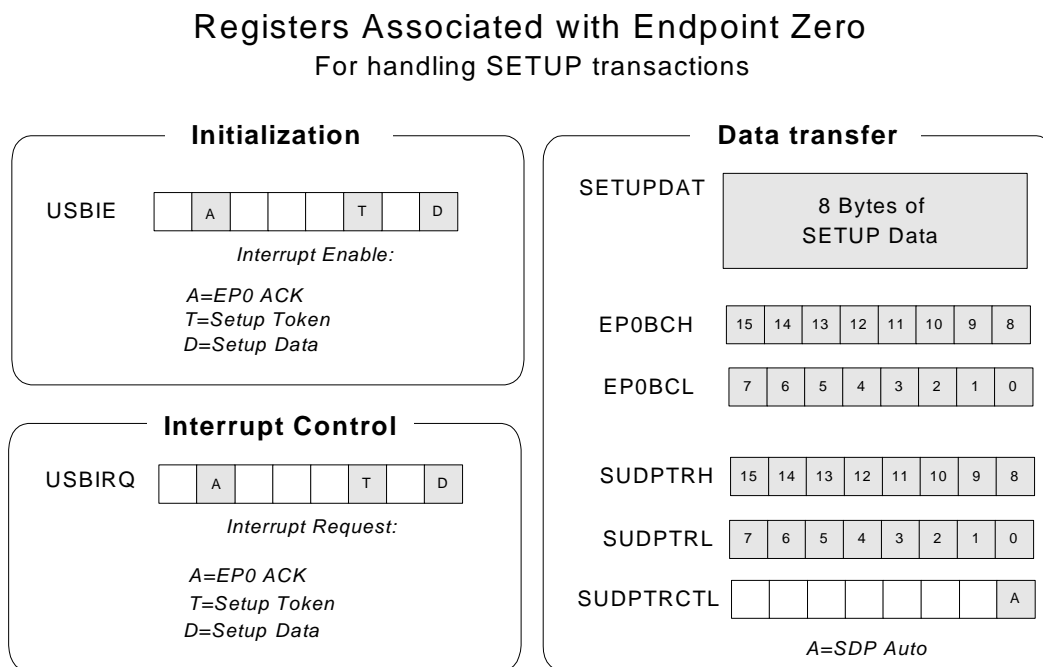 Registers Associated with Endpoint Zero
For handling SETUP transactions
Initialization
USBIE
A T D
Interrupt Enable:
A=EP0 ACK
T=Setup Token
D=Setup Data
Interrupt Control
USBIRQ
A T D
Interrupt Request:
A=EP0 ACK
T=Setup Token
D=Setup Data
Data transfer
SETUPDAT
8 Bytes of
SETUP Data
EP0BCH
15 14 13 12 11 10 9 8
EP0BCL
7 6 5 4 3 2 1 0
SUDPTRH
15 14 13 12 11 10 9 8
SUDPTRL
7 6 5 4 3 2 1 0
SUDPTRCTL
A
A=SDP Auto